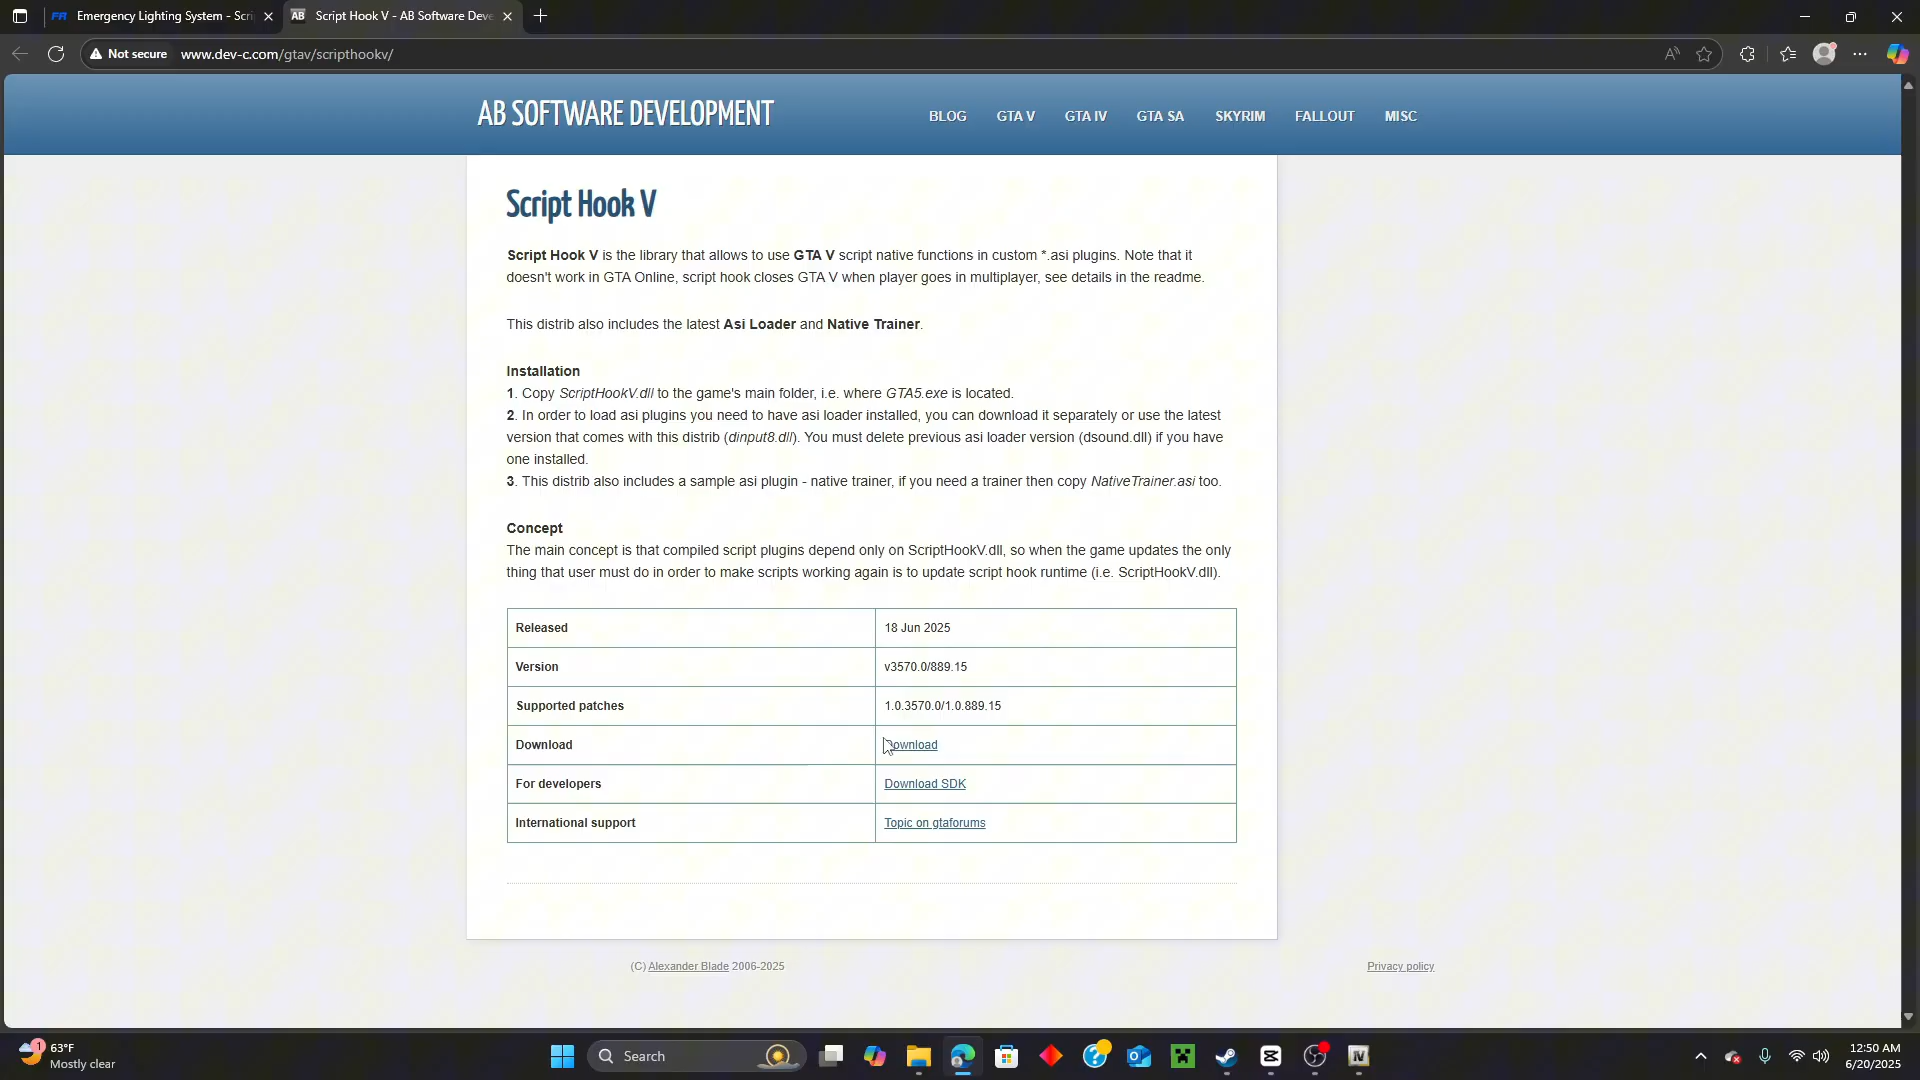 Emergency Lighting System - Scri
AB Script Hook V - AB Software Deve
Not secure www.dev-c.com/gtav/scripthookv/
AB SOFTWARE DEVELOPMENT
BLOG GTA V GTA IV GTA SA SKYRIM FALLOUT MISC
Script Hook V
Script Hook V is the library that allows to use GTA V script native functions in custom *.asi plugins. Note that it
doesn't work in GTA Online, script hook closes GTA V when player goes in multiplayer, see details in the readme.
This distrib also includes the latest Asi Loader and Native Trainer.
Installation
1. Copy ScriptHookV.dll to the game's main folder, i.e. where GTA5.exe is located.
2. In order to load asi plugins you need to have asi loader installed, you can download it separately or use the latest
version that comes with this distrib (dinput8.dll). You must delete previous asi loader version (dsound.dll) if you have
one installed.
3. This distrib also includes a sample asi plugin - native trainer, if you need a trainer then copy NativeTrainer.asi too.
Concept
The main concept is that compiled script plugins depend only on ScriptHookV.dll, so when the game updates the only
thing that user must do in order to make scripts working again is to update script hook runtime (i.e. ScriptHookV.dll).
Released 18 Jun 2025
Version v3570.0/889.15
Supported patches 1.0.3570.0/1.0.889.15
Download Download
For developers Download SDK
International support Topic on gtaforums
(C) Alexander Blade 2006-2025
Privacy policy
1
63°F
Mostly clear
Search
12:50 AM
6/20/2025